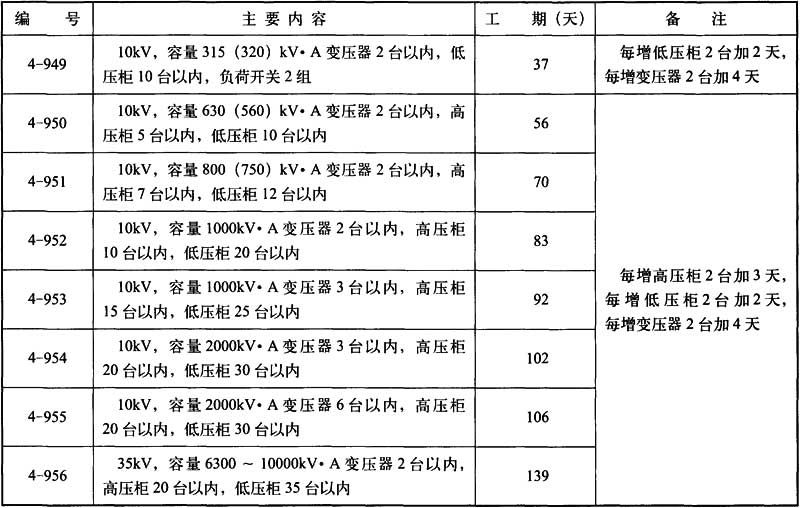 编 号 主 要 内 容 工 期(天) 备 注
4-949 10kV，容量 315（320）kV·A 变压器 2 台以内，低
压柜 10 台以内，负荷开关 2 组
37
每增低压柜 2 台加 2 天，
每增变压器 2 台加 4 天
4-950 10kV，容量 630（560）kV·A 变压器 2 台以内，高
压柜 5 台以内，低压柜 10 台以内
56
4-951 10kV，容量 800（750）kV·A 变压器 2 台以内，高
压柜 7 台以内，低压柜 12 台以内
70
4-952 10kV，容量 1000kV·A 变压器 2 台以内，高压柜
10 台以内，低压柜 20 台以内
83
4-953 10kV，容量 1000kV·A 变压器 3 台以内，高压柜
15 台以内，低压柜 25 台以内
92
每增高压柜 2 台加 3 天，
每增低压柜 2 台加 2 天，
每增变压器 2 台加 4 天
4-954 10kV，容量 2000kV·A 变压器 3 台以内，高压柜
20 台以内，低压柜 30 台以内
102
4-955 10kV，容量 2000kV·A 变压器 6 台以内，高压柜
20 台以内，低压柜 30 台以内
106
4-956 35kV，容量 6300 ~ 10000kV·A 变压器 2 台以内，
高压柜 20 台以内，低压柜 35 台以内
139